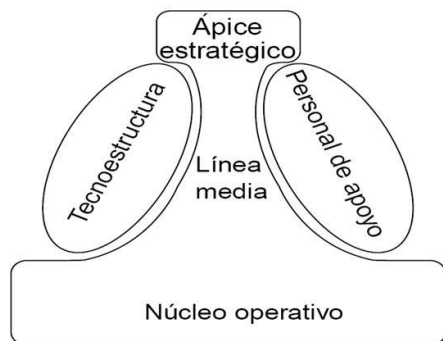 Ápice
estratégico
Tecnoestructura
Línea
media
Personal de apoyo
Núcleo operativo